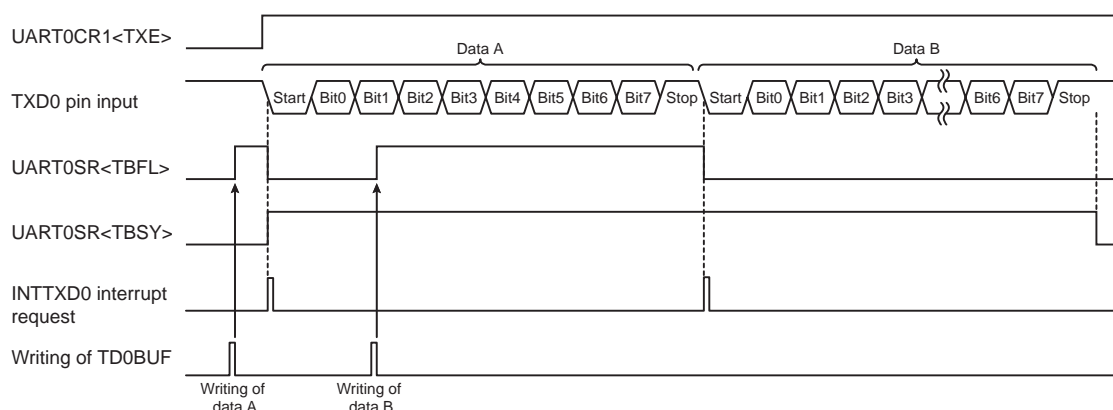 UART0CR1<TXE>
Data A
Data B
TXD0 pin input
Start Bit0 Bit1 Bit2 Bit3 Bit4 Bit5 Bit6 Bit7 Stop Start Bit0 Bit1 Bit2 Bit3 Bit6 Bit7 Stop
UART0SR<TBFL>
UART0SR<TBSY>
INTTXD0 interrupt
request
Writing of TD0BUF
Writing of
data A
Writing of
data B